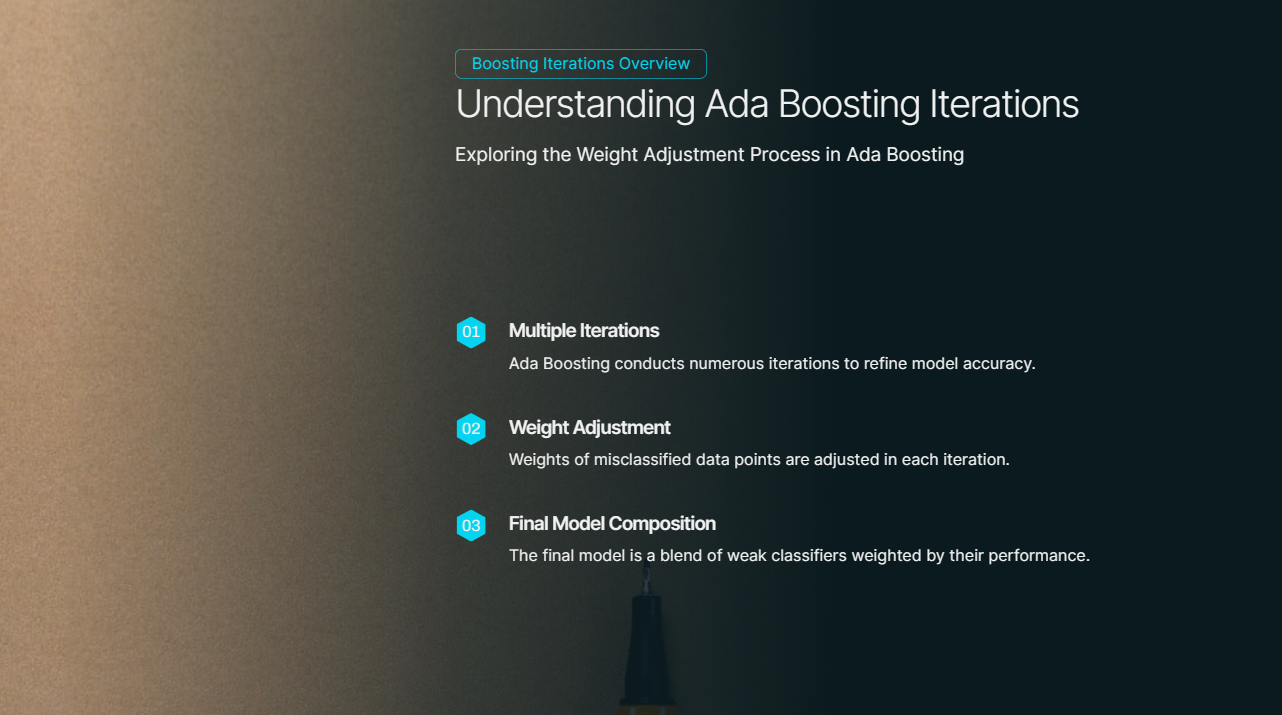 Boosting Iterations Overview
Understanding Ada Boosting Iterations
Exploring the Weight Adjustment Process in Ada Boosting
01
Multiple Iterations
Ada Boosting conducts numerous iterations to refine model accuracy.
02
Weight Adjustment
Weights of misclassified data points are adjusted in each iteration.
03
Final Model Composition
The final model is a blend of weak classifiers weighted by their performance.